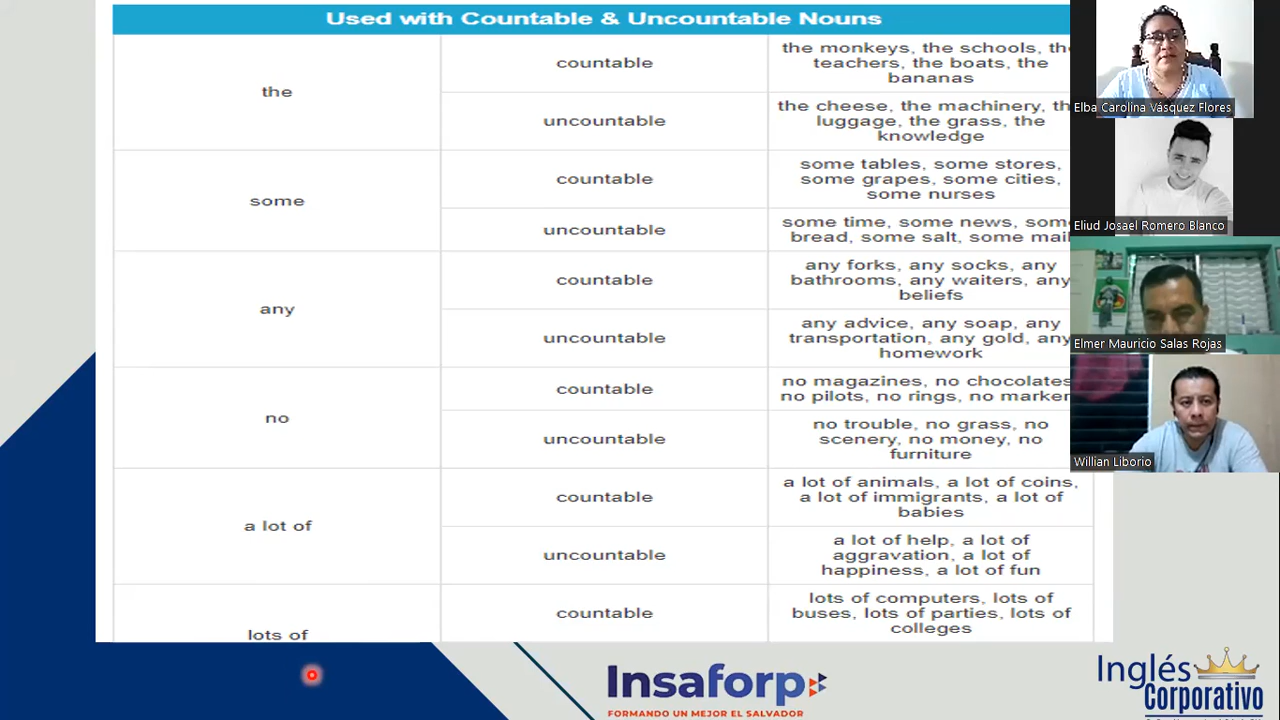 Used with Countable & Uncountable Nouns
the
countable
the monkeys, the schools, the
teachers, the boats, the
bananas
uncountable
the cheese, the machinery, th
luggage, the grass, the
knowledge
some
countable
some tables, some stores,
some grapes, some cities,
some nurses
uncountable
some time, some news, som
bread, some salt, some mail
any
countable
any forks, any socks, any
bathrooms, any waiters, any
beliefs
uncountable
any advice, any soap, any
transportation, any gold, any
homework
no
countable
no magazines, no chocolates
no pilots, no rings, no marker
uncountable
no trouble, no grass, no
scenery, no money, no
furniture
a lot of
countable
a lot of animals, a lot of coins,
a lot of immigrants, a lot of
babies
uncountable
a lot of help, a lot of
aggravation, a lot of
happiness, a lot of fun
lots of
countable
lots of computers, lots of
buses, lots of parties, lots of
colleges
Elba Carolina Vásquez Flores
Eliud Josael Romero Blanco
Elmer Mauricio Salas Rojas
Willian Liborio
Insaforp
FORMANDO UN MEJOR EL SALVADOR
Inglés
Corporativo